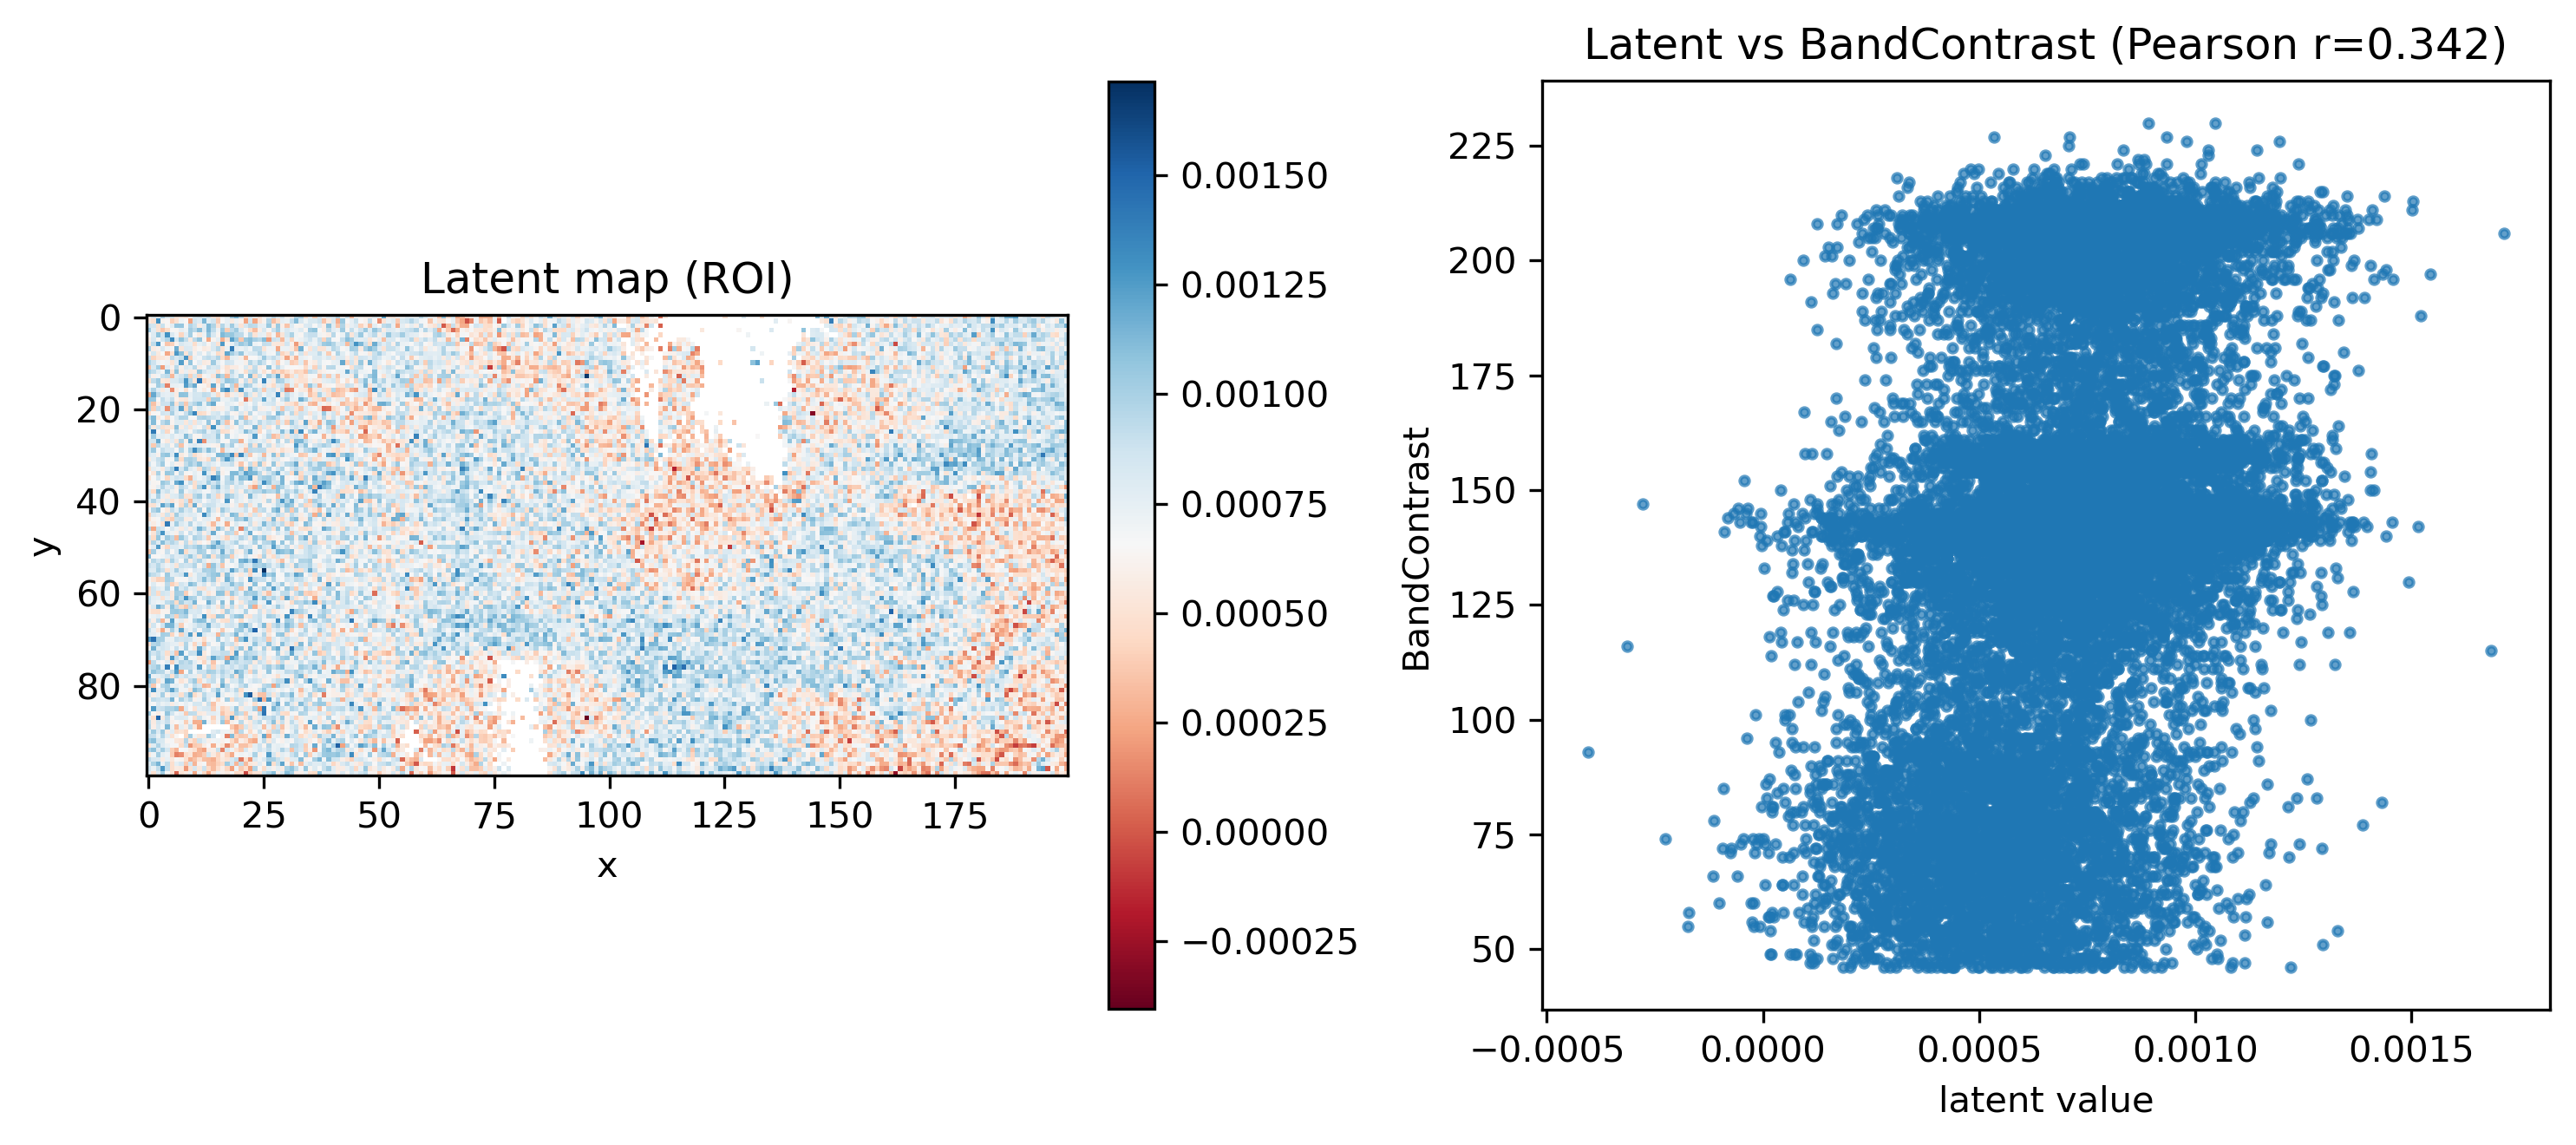 Latent map (ROI)
0
20
40
60
80
y
0 25 50 75 100 125 150 175
x
0.00150
0.00125
0.00100
0.00075
0.00050
0.00025
0.00000
−0.00025
Latent vs BandContrast (Pearson r=0.342)
225
200
175
150
125
100
75
50
BandContrast
−0.0005 0.0000 0.0005 0.0010 0.0015
latent value